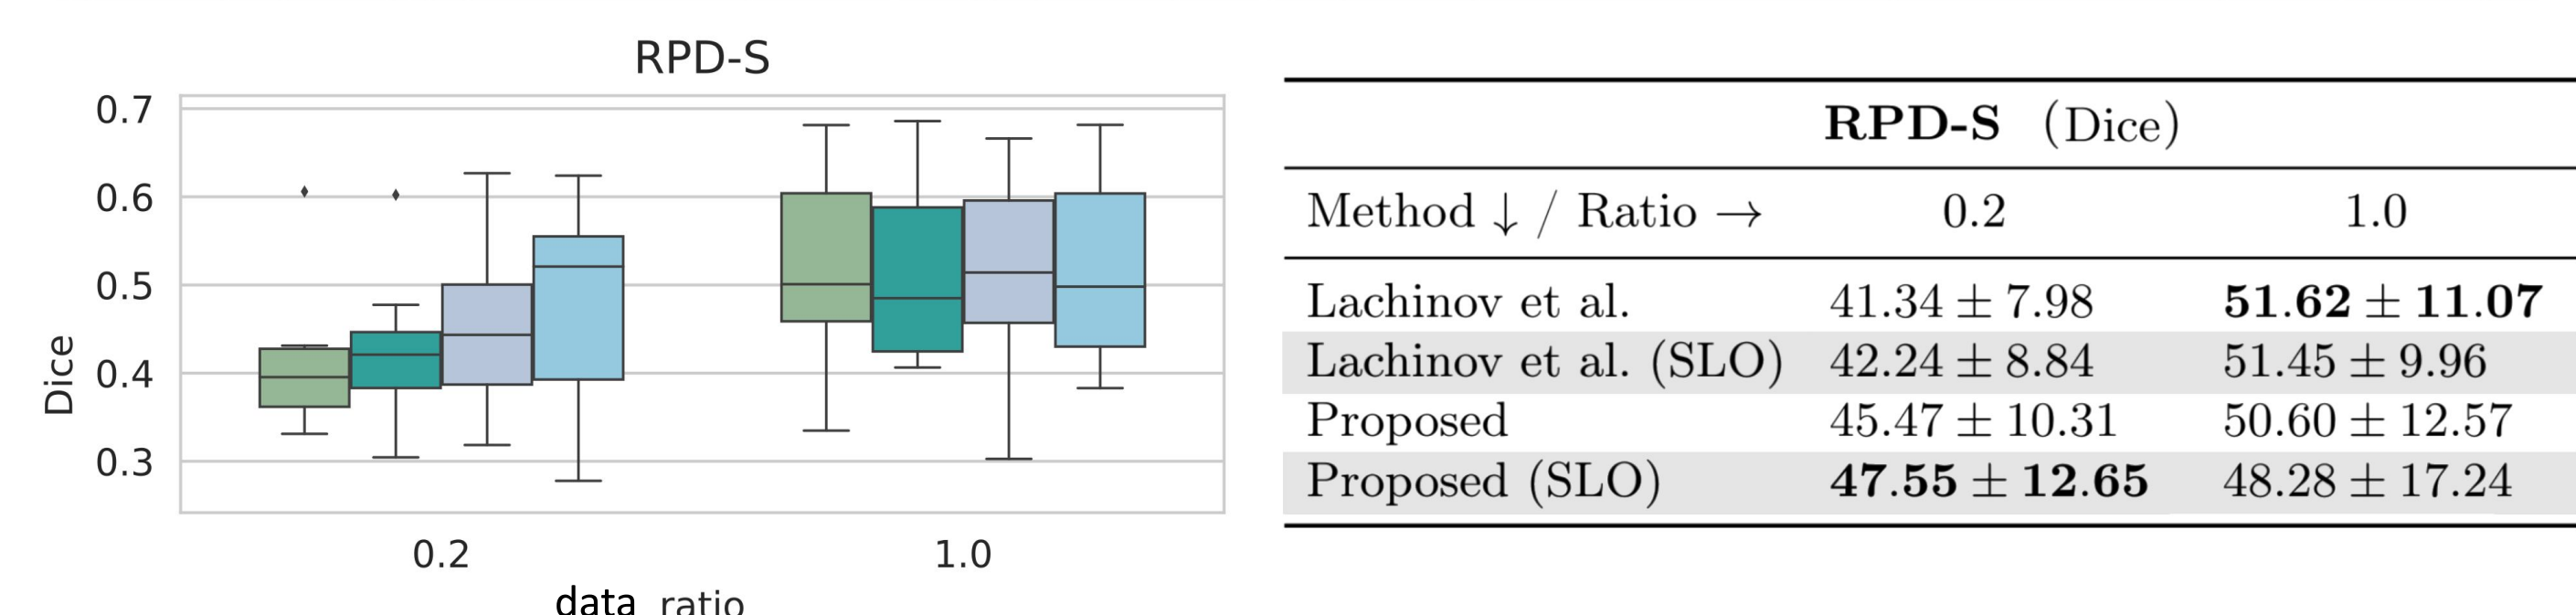 RPD-S
0.7
0.6
0.5
0.4
0.3
Dice
0.2 1.0
data ratio
RPD-S (Dice)
Method ↓ / Ratio → 0.2 1.0
Lachinov et al. 41.34 ± 7.98 51.62 ± 11.07
Lachinov et al. (SLO) 42.24 ± 8.84 51.45 ± 9.96
Proposed 45.47 ± 10.31 50.60 ± 12.57
Proposed (SLO) 47.55 ± 12.65 48.28 ± 17.24